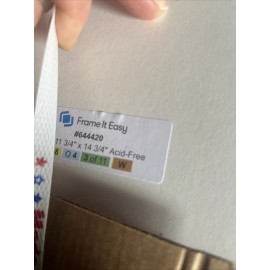 Frame It Easy
#644420
11 3/4" x 14 3/4" Acid-Free
O 4 3 of 11 W